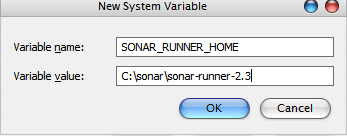 New System Variable
Variable name: SONAR_RUNNER_HOME
Variable value: C:\sonar\sonar-runner-2.3
OK Cancel